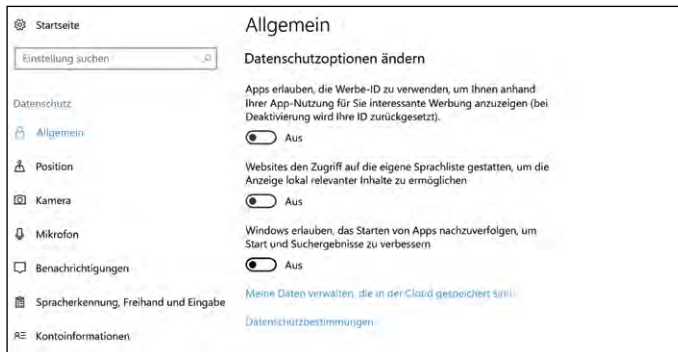 Startseite
Einstellung suchen
Datenschutz
Allgemein
Position
Kamera
Mikrofon
Benachrichtigungen
Spracherkennung, Freihand und Eingabe
Kontoinformationen
Allgemein
Datenschutzoptionen ändern
Apps erlauben, die Werbe-ID zu verwenden, um Ihnen anhand
Ihrer App-Nutzung für Sie interessante Werbung anzuzeigen (bei
Deaktivierung wird Ihre ID zurückgesetzt).
Aus
Websites den Zugriff auf die eigene Sprachliste gestatten, um die
Anzeige lokal relevanter Inhalte zu ermöglichen
Aus
Windows erlauben, das Starten von Apps nachzuverfolgen, um
Start und Suchergebnisse zu verbessern
Aus
Meine Daten verwalten, die in der Cloud gespeichert sind
Datenschutzbestimmungen